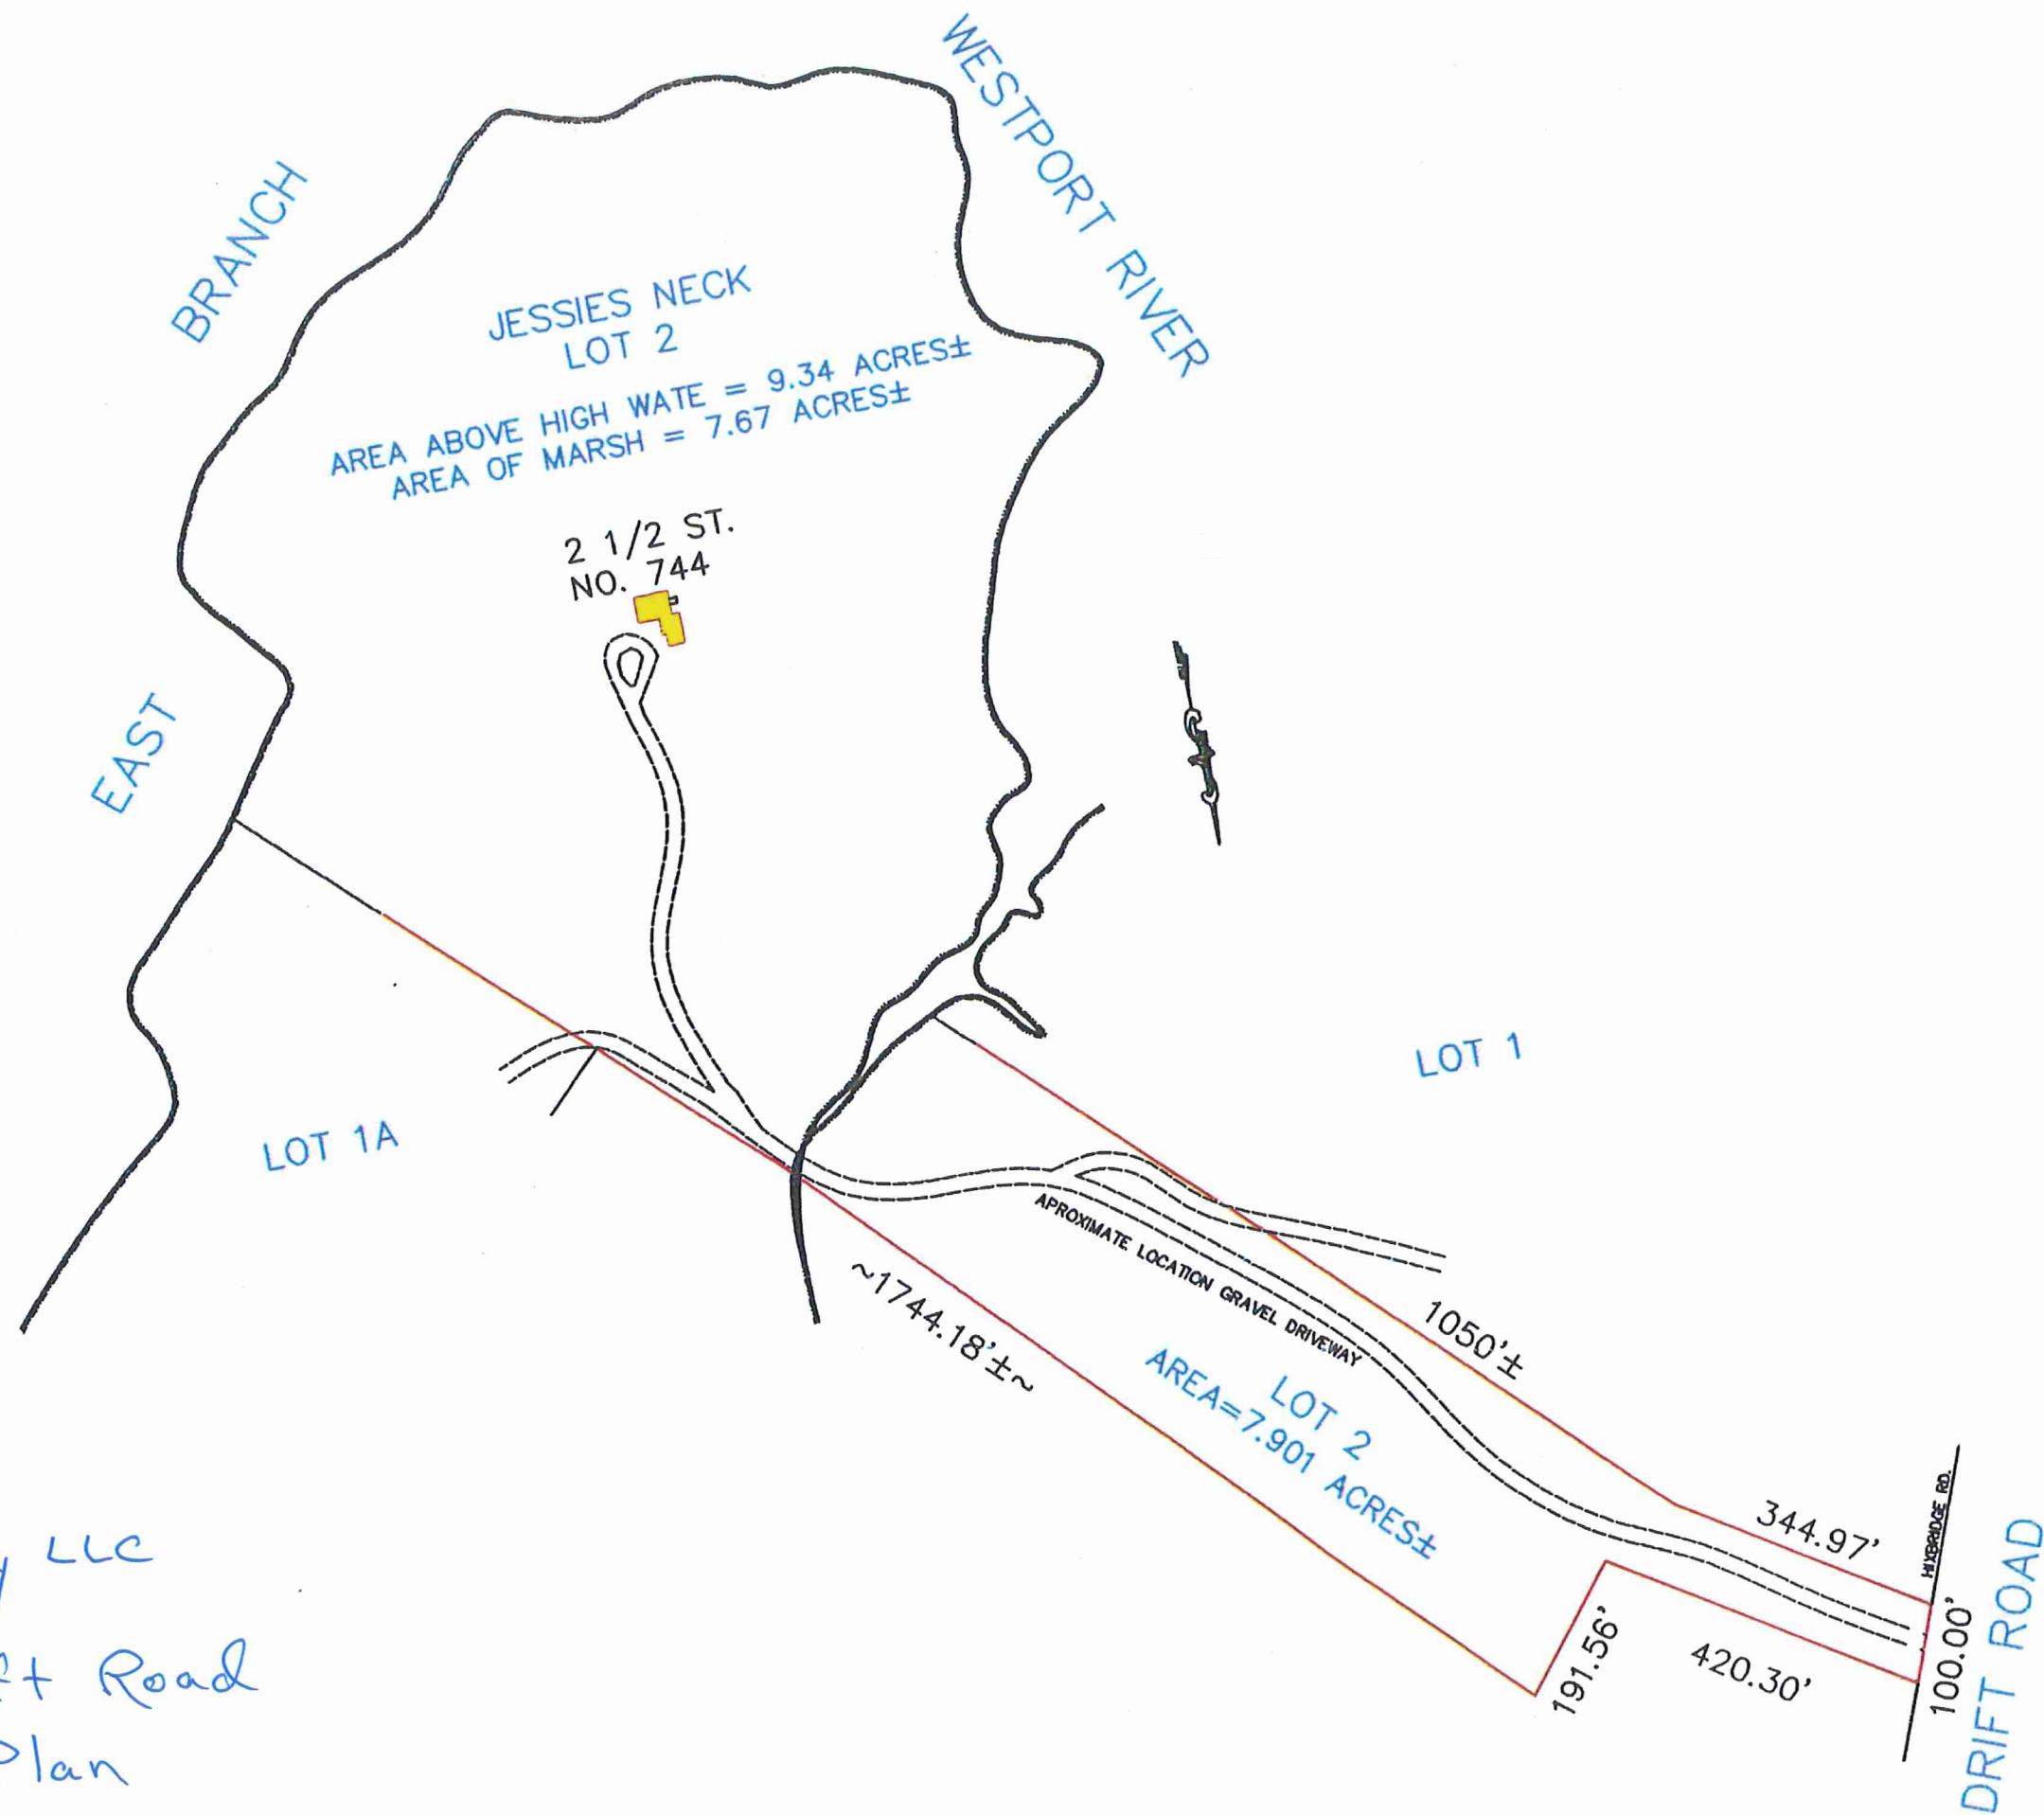 WESTPORT RIVER
EAST BRANCH
JESSIES NECK
LOT 2
AREA ABOVE HIGH WATE = 9.34 ACRES±
AREA OF MARSH = 7.67 ACRES±
2 1/2 ST.
NO. 744
LOT 1
LOT 1A
APROXIMATE LOCATION GRAVEL DRIVEWAY
~1744.18'±~
1050'±
LOT 2
AREA=7.901 ACRES±
344.97'
HIXBRIDGE RD.
191.56'
420.30'
100.00'
DRIFT ROAD
LLC
Road
Plan